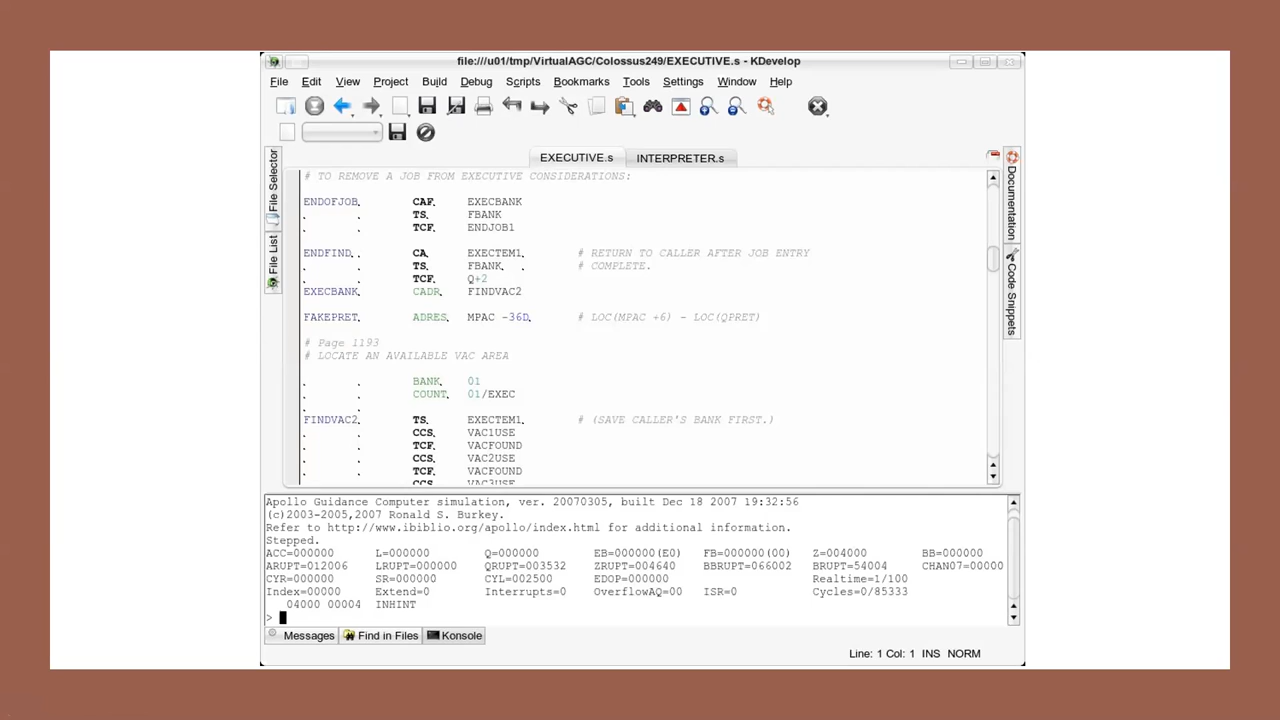 file:///u01/tmp/VirtualAGC/Colossus249/EXECUTIVE.s - KDevelop
File Edit View Project Build Debug Scripts Bookmarks Tools Settings Window Help
EXECUTIVE.s INTERPRETER.s
File Selector
File List
Documentation
Code Snippets
# TO REMOVE A JOB FROM EXECUTIVE CONSIDERATIONS:
ENDOFJOB. CAF. EXECBANK
. . TS. FBANK
. . TCF. ENDJOB1
ENDFIND. . CA. EXECTEM1. # RETURN TO CALLER AFTER JOB ENTRY
. . TS. FBANK. . # COMPLETE.
. . TCF. Q+2
EXECBANK. CADR. FINDVAC2
FAKEPRET. ADRES. MPAC -36D. # LOC(MPAC +6) - LOC(QPRET)
# Page 1193
# LOCATE AN AVAILABLE VAC AREA
. . BANK. 01
. . COUNT. 01/EXEC
. .
FINDVAC2. TS. EXECTEM1. # (SAVE CALLER'S BANK FIRST.)
. . CCS. VAC1USE
. . TCF. VACFOUND
. . CCS. VAC2USE
. . TCF. VACFOUND
. . CCS. VAC3USE
Apollo Guidance Computer simulation, ver. 20070305, built Dec 18 2007 19:32:56
(c)2003-2005,2007 Ronald S. Burkey.
Refer to http://www.ibiblio.org/apollo/index.html for additional information.
Stepped.
ACC=000000 L=000000 Q=000000 EB=000000(E0) FB=000000(00) Z=004000 BB=000000
ARUPT=012006 LRUPT=000000 QRUPT=003532 ZRUPT=004640 BBRUPT=066002 BRUPT=54004 CHAN07=00000
CYR=000000 SR=000000 CYL=002500 EDOP=000000 Realtime=1/100
Index=00000 Extend=0 Interrupts=0 OverflowAQ=00 ISR=0 Cycles=0/85333
04000 00004 INHINT
>
Messages Find in Files Konsole
Line: 1 Col: 1 INS NORM